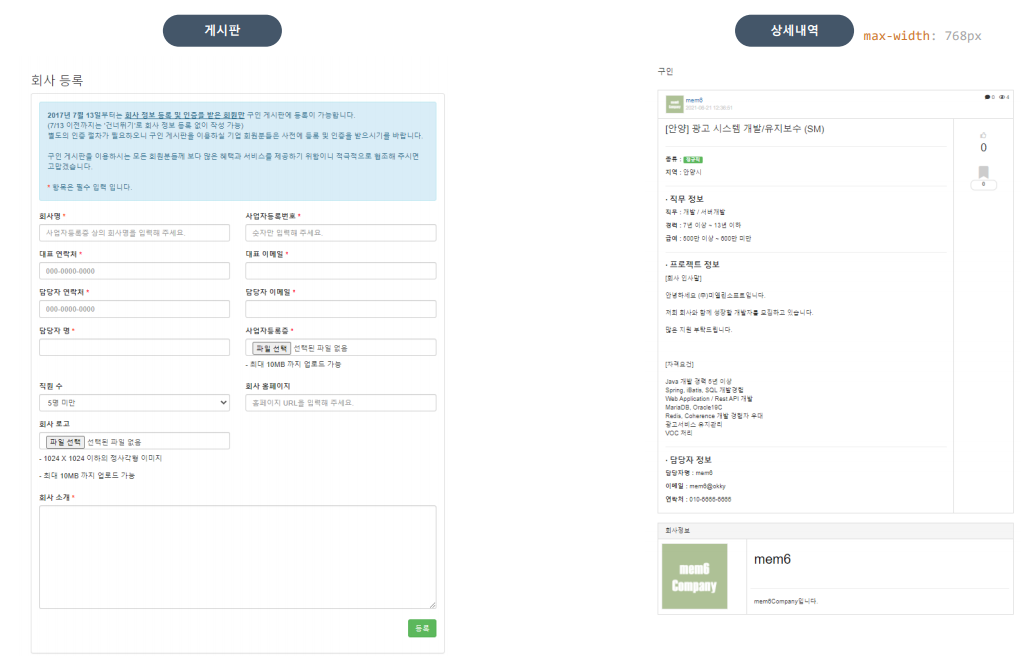 게시판
회사 등록
2017년 7월 13일부터는 회사 정보 등록 및 인증을 받은 회원만 구인 게시판에 등록이 가능합니다.
(7/13 이전까지는 '건너뛰기'로 회사 정보 등록 없이 작성 가능)
별도의 인증 절차가 필요하오니 구인 게시판을 이용하실 기업 회원분들은 사전에 등록 및 인증을 받으시기를 바랍니다.
구인 게시판을 이용하시는 모든 회원분들께 보다 많은 혜택과 서비스를 제공하기 위함이니 적극적으로 협조해 주시면
고맙겠습니다.
* 항목은 필수 입력 입니다.
회사명 * 사업자등록번호 *
사업자등록증 상의 회사명을 입력해 주세요. 숫자만 입력해 주세요.
대표 연락처 * 대표 이메일 *
000-0000-0000
담당자 연락처 * 담당자 이메일 *
000-0000-0000
담당자 명 * 사업자등록증 *
파일 선택 선택된 파일 없음
- 최대 10MB 까지 업로드 가능
직원 수 회사 홈페이지
5명 미만 홈페이지 URL을 입력해 주세요.
회사 로고
파일 선택 선택된 파일 없음
- 1024 X 1024 이하의 정사각형 이미지
- 최대 10MB 까지 업로드 가능
회사 소개 *
등록
상세내역 max-width: 768px
구인
mem6 0 4
[안양] 광고 시스템 개발/유지보수 (SM)
0
종류 : 정규직
지역 : 안양시
0
· 직무 정보
직무 : 개발 / 서버개발
경력 : 7년 이상 ~ 13년 이하
급여 : 500만 이상 ~ 600만 미만
· 프로젝트 정보
[회사 인사말]
안녕하세요 (주)미멀링소프트입니다.
저희 회사와 함께 성장할 개발자를 모집하고 있습니다.
많은 지원 부탁드립니다.
[자격요건]
Java 개발 경력 5년 이상
Spring, iBatis, SQL 개발경험
Web Application / Rest API 개발
MariaDB, Oracle19C
Redis, Coherence 개발 경험자 우대
광고서비스 유지관리
VOC 처리
· 담당자 정보
담당자명 : mem6
이메일 : mem6@okky
연락처 : 010-6666-6666
회사정보
mem6
Company
mem6
mem6Company입니다.